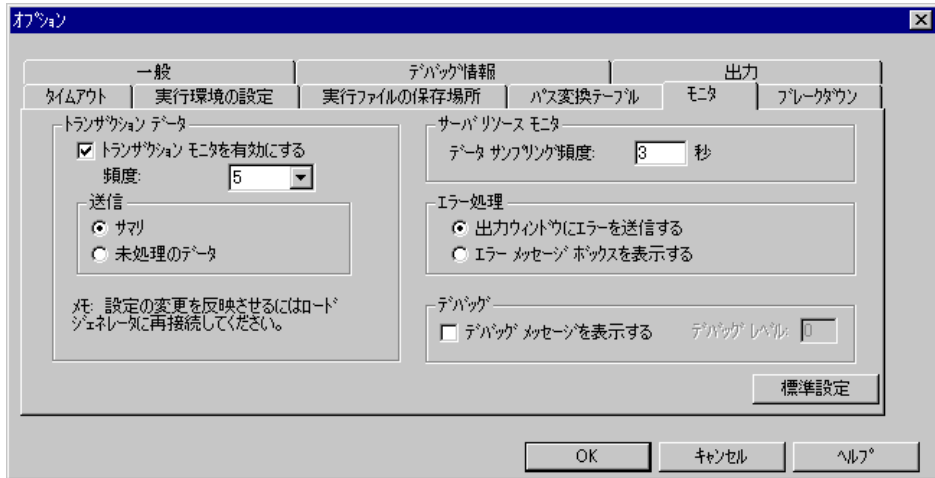 オプション
一般
デバッグ情報
出力
タイムアウト
実行環境の設定
実行ファイルの保存場所
パス変換テーブル
モニタ
ブレークダウン
トランザクション データ
トランザクション モニタを有効にする
頻度:
5
送信
サマリ
未処理のデータ
メモ: 設定の変更を反映させるにはロード
ジェネレータに再接続してください。
サーバ リソース モニタ
データ サンプリング頻度:
3
秒
エラー処理
出力ウィンドウにエラーを送信する
エラー メッセージ ボックスを表示する
デバッグ
デバッグ メッセージを表示する
デバッグ レベル:
0
標準設定
OK
キャンセル
ヘルプ